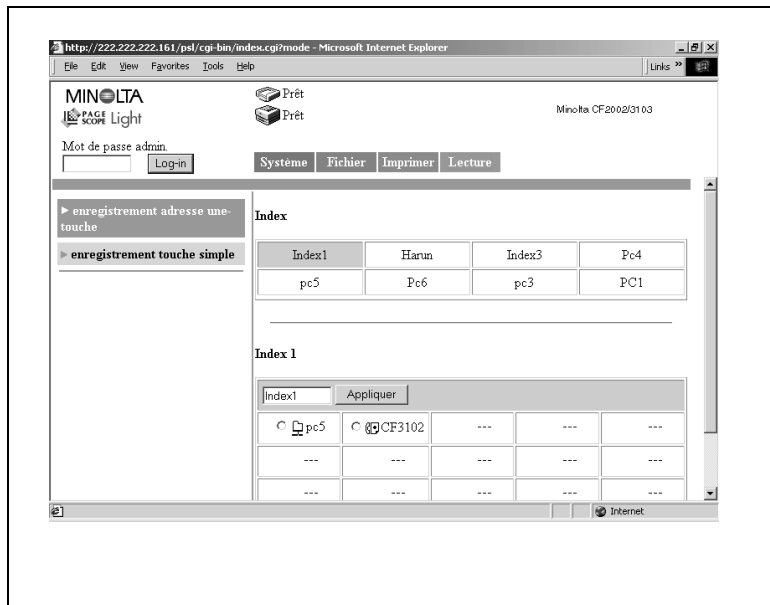 http://222.222.222.161/psl/cgi-bin/index.cgi?mode - Microsoft Internet Explorer
File Edit View Favorites Tools Help Links »
MINOLTA
PAGE SCOPE Light
Prêt
Prêt
Minolta CF2002/3103
Mot de passe admin.
Log-in
Système Fichier Imprimer Lecture
enregistrement adresse une-
touche
enregistrement touche simple
Index
Index1 Harun Index3 Pc4
pc5 Pc6 pc3 PC1
Index 1
Index1 Appliquer
pc5 CF3102 --- --- ---
--- --- --- --- ---
--- --- --- --- ---
Internet